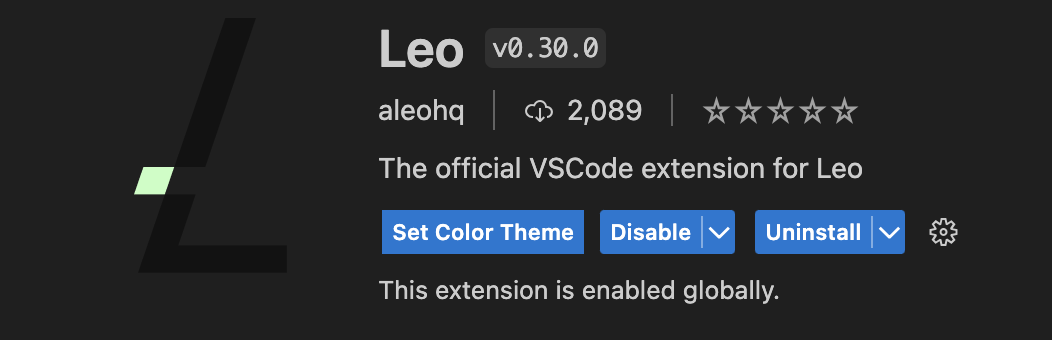 Leo v0.30.0
aleohq 2,089
The official VSCode extension for Leo
Set Color Theme Disable Uninstall
This extension is enabled globally.